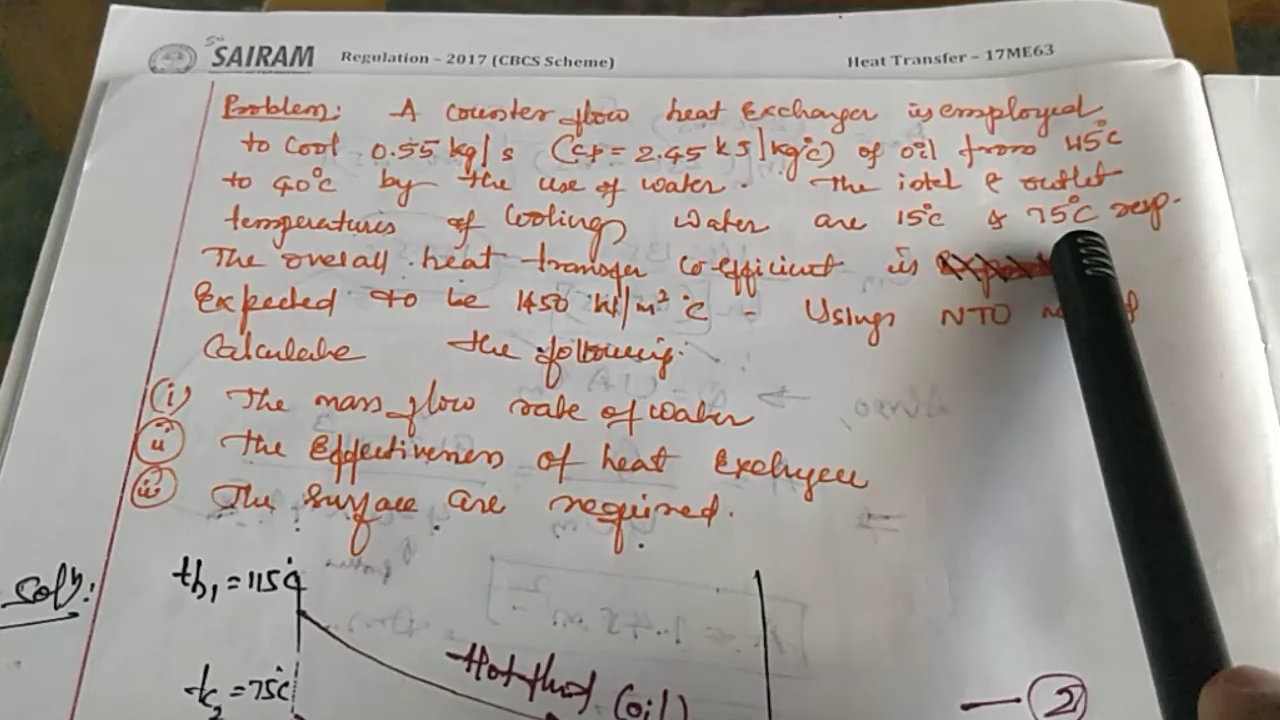 Sri SAIRAM Regulation – 2017 (CBCS Scheme) Heat Transfer – 17ME63
Problem: A counter flow heat Exchanger is employed
to cool 0.55 kg/s (Cp = 2.45 kJ/kg°c) of oil from 115°c
to 40°c by the use of water. The intel & outlet
temperatures of Cooling water are 15°c & 75°C resp.
The overall heat transfer co-efficient is
Expected to be 1450 /m² °c - Using NTO
Calculate the following.
(i) The mass flow rate of water
(ii) The Effectiveness of heat
(iii) The surface are required.
Solⁿ:
th₁ = 115°c
tc₂ = 75°c
Hot fluid (oil)
2